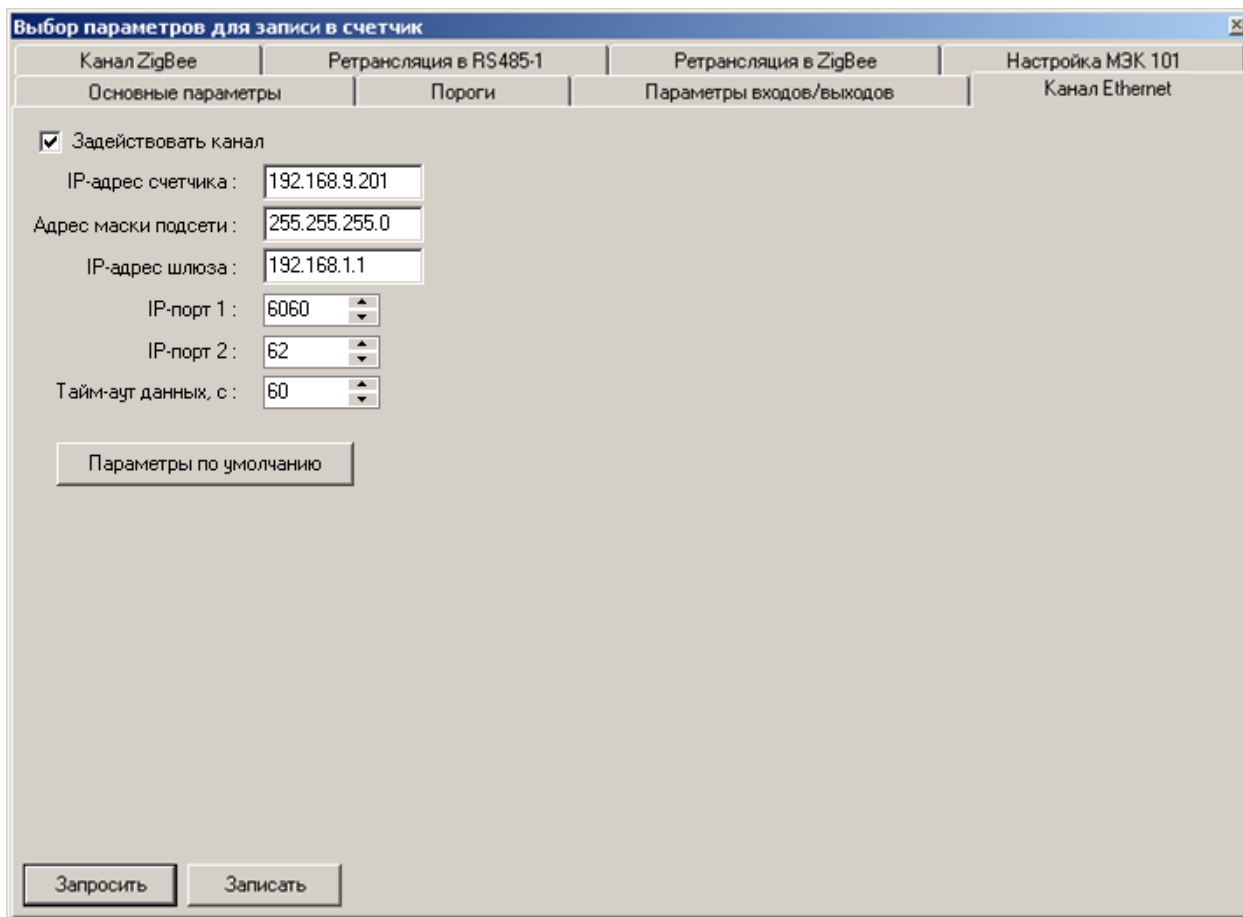 Выбор параметров для записи в счетчик
Канал ZigBee
Ретрансляция в RS485-1
Ретрансляция в ZigBee
Настройка МЭК 101
Основные параметры
Пороги
Параметры входов/выходов
Канал Ethernet
Задействовать канал
IP-адрес счетчика : 192.168.9.201
Адрес маски подсети : 255.255.255.0
IP-адрес шлюза : 192.168.1.1
IP-порт 1 : 6060
IP-порт 2 : 62
Тайм-аут данных, с : 60
Параметры по умолчанию
Запросить
Записать